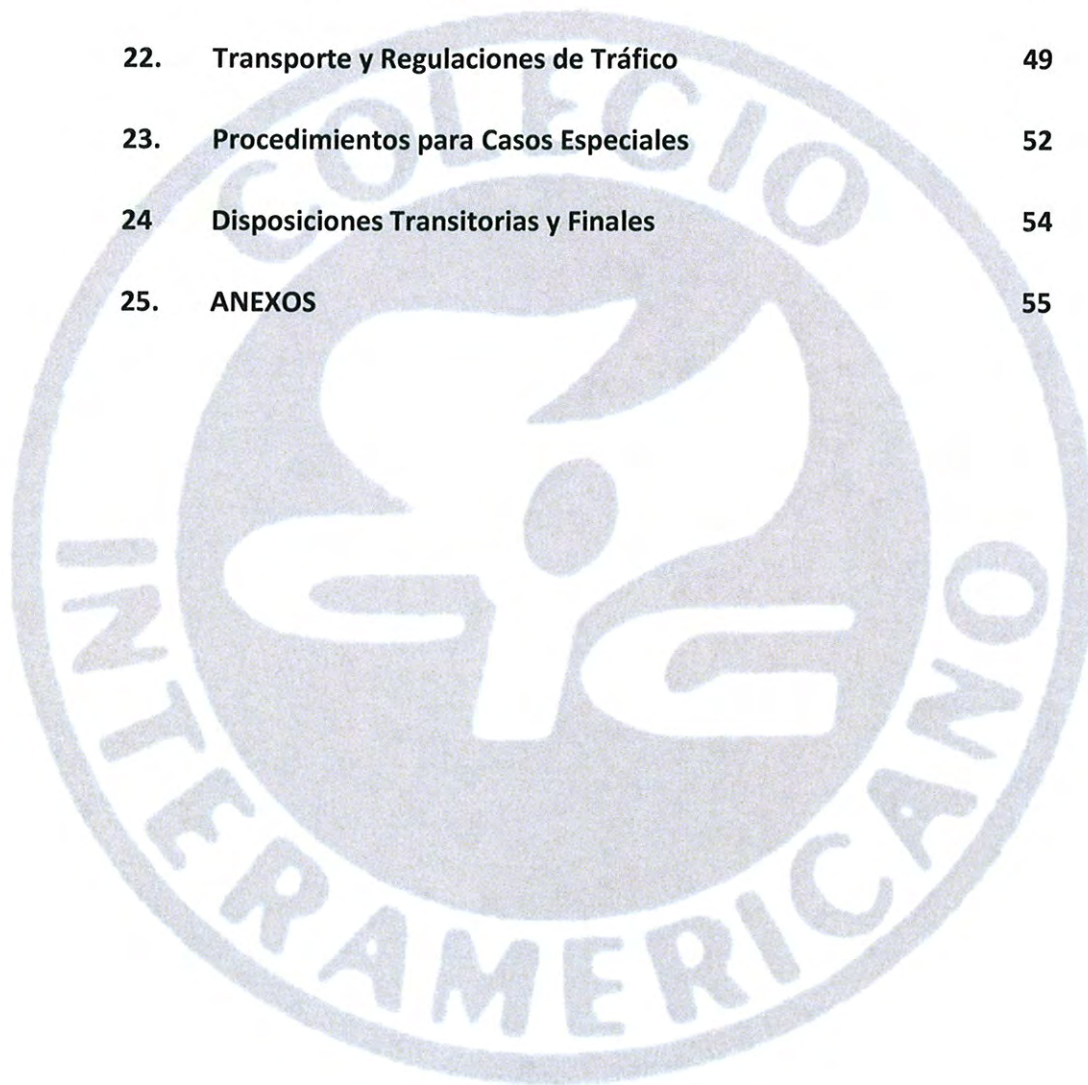 22. Transporte y Regulaciones de Tráfico 49
23. Procedimientos para Casos Especiales 52
24 Disposiciones Transitorias y Finales 54
25. ANEXOS 55
COLEGIO
INTERAMERICANO